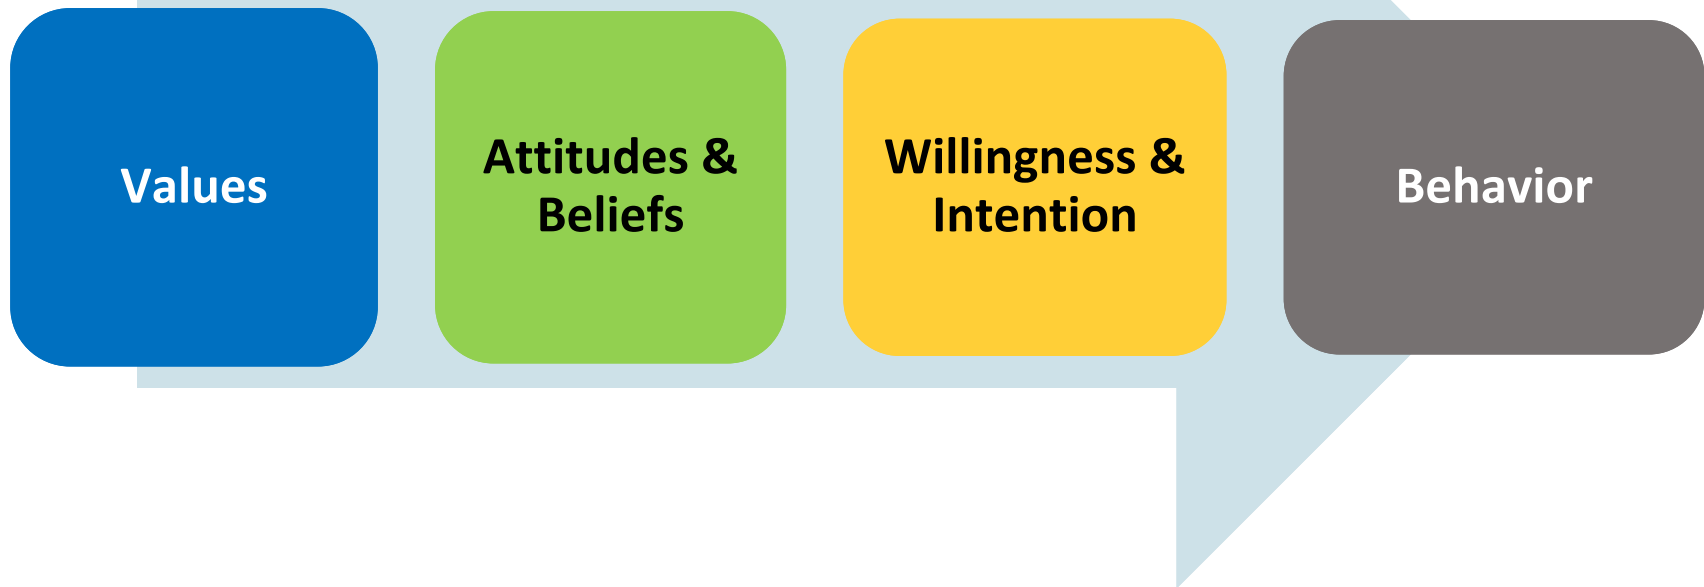 Values
Attitudes &
Beliefs
Willingness &
Intention
Behavior